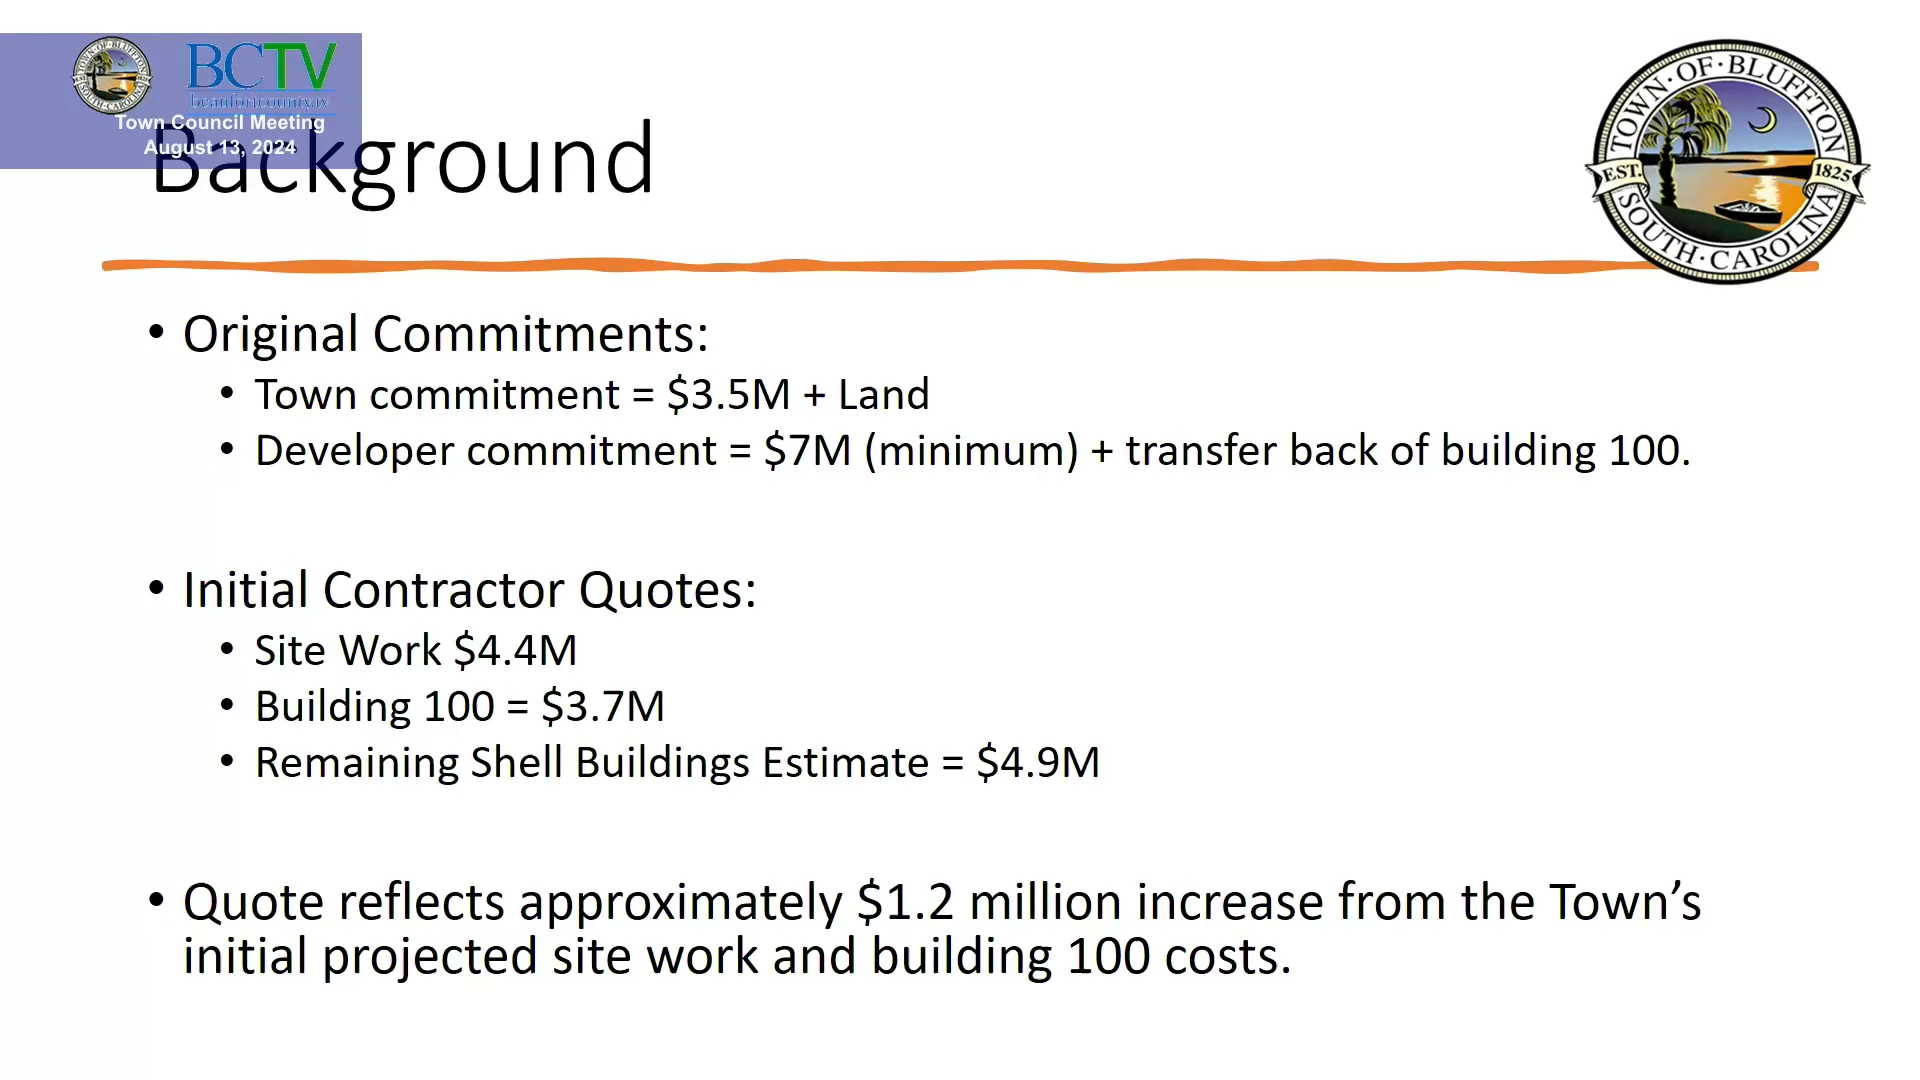 BCTV
beaufortcounty.tv
Town Council Meeting
August 13, 2024
Background
TOWN·OF·BLUFFTON
EST. 1825
SOUTH·CAROLINA
• Original Commitments:
• Town commitment = $3.5M + Land
• Developer commitment = $7M (minimum) + transfer back of building 100.
• Initial Contractor Quotes:
• Site Work $4.4M
• Building 100 = $3.7M
• Remaining Shell Buildings Estimate = $4.9M
• Quote reflects approximately $1.2 million increase from the Town’s
initial projected site work and building 100 costs.